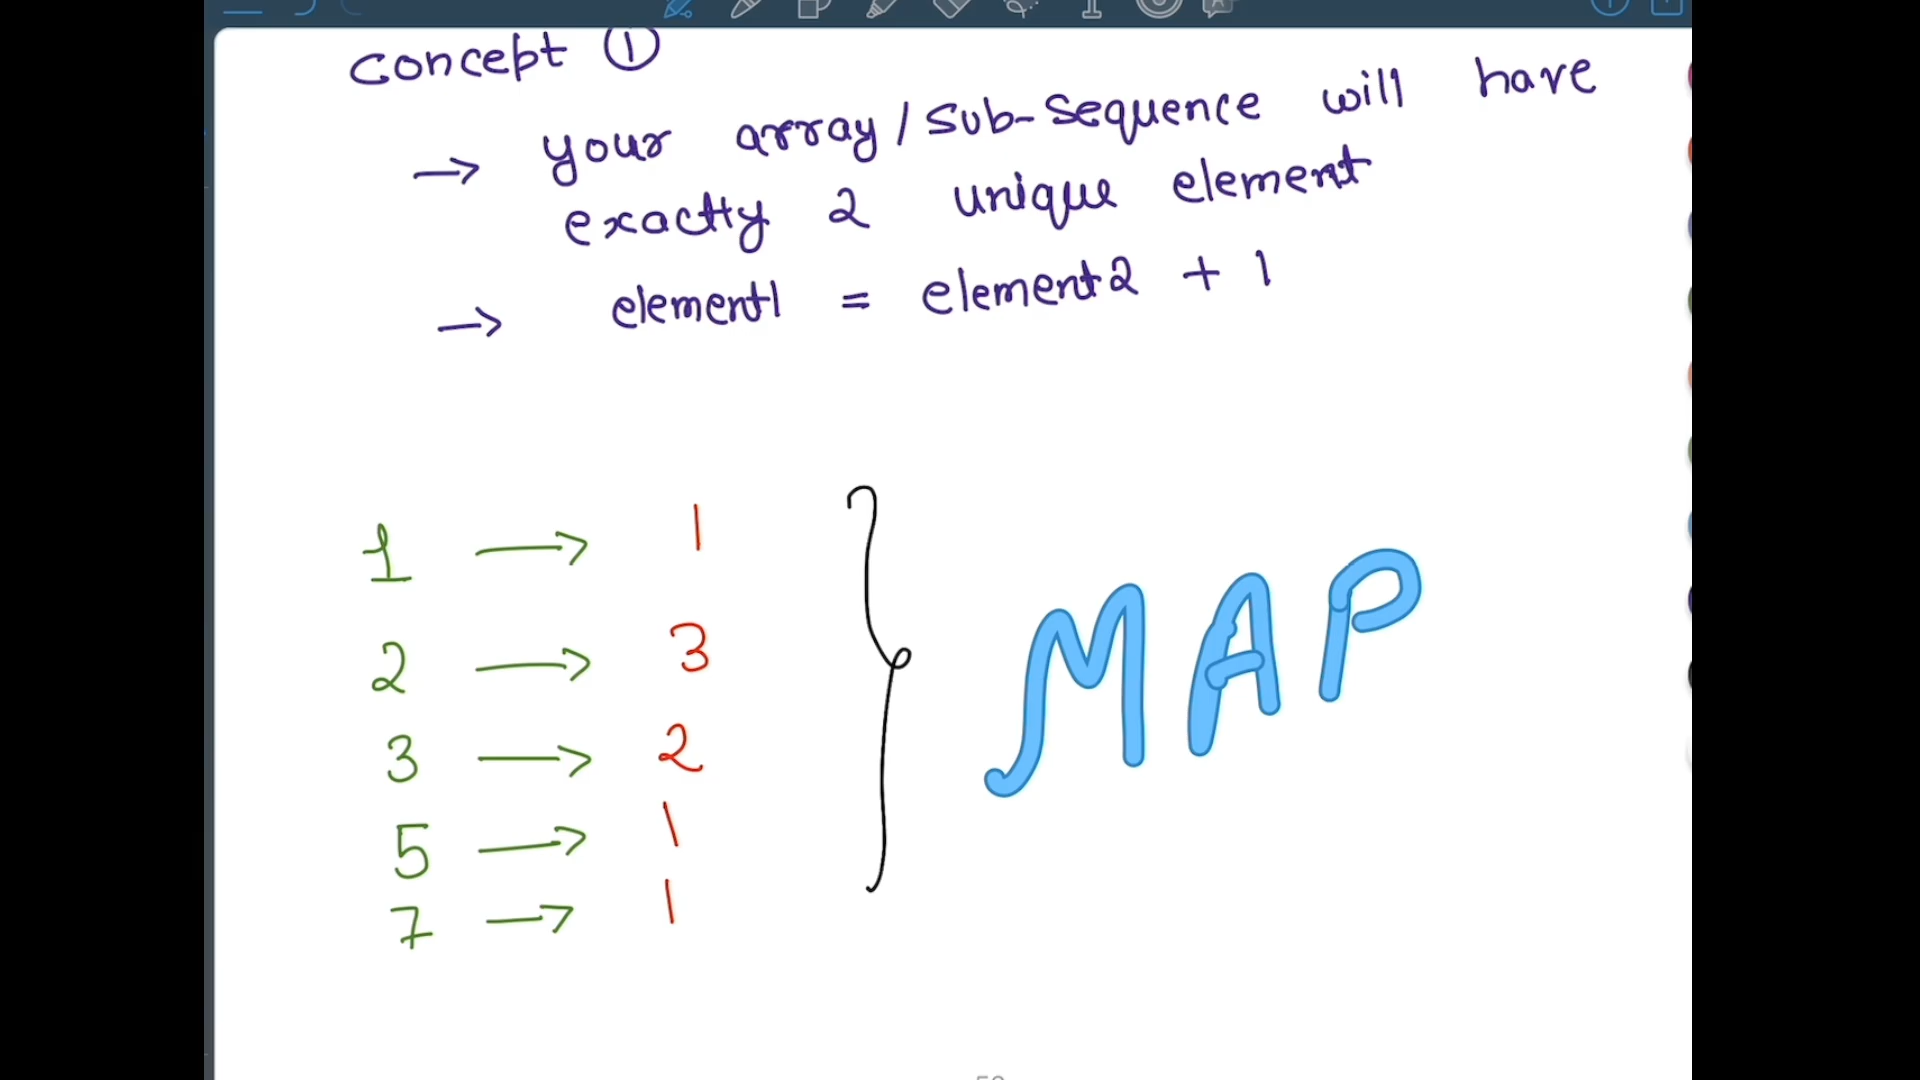 Concept ①
→ your array / Sub-Sequence will have
exactly 2 unique element
→ element1 = element2 + 1
1 → 1
2 → 3
3 → 2
5 → 1
7 → 1
MAP